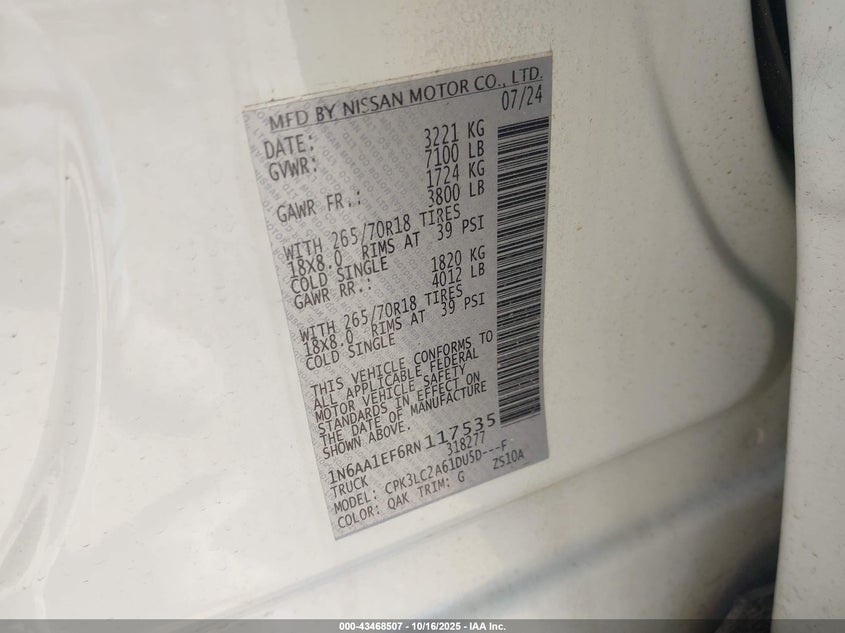 MFD BY NISSAN MOTOR CO., LTD.
DATE: 07/24
GVWR: 3221 KG
7100 LB
GAWR FR.: 1724 KG
3800 LB
WITH 265/70R18 TIRES
18X8.0 RIMS AT 39 PSI
COLD SINGLE
GAWR RR.: 1820 KG
4012 LB
WITH 265/70R18 TIRES
18X8.0 RIMS AT 39 PSI
COLD SINGLE
THIS VEHICLE CONFORMS TO
ALL APPLICABLE FEDERAL
MOTOR VEHICLE SAFETY
STANDARDS IN EFFECT ON
THE DATE OF MANUFACTURE
SHOWN ABOVE.
1N6AA1EF6RN117535
TRUCK 318277
MODEL: CPK3LC2A61DU5D---F
COLOR: QAK TRIM: G ZS10A
000-43468507 - 10/16/2025 - IAA Inc.